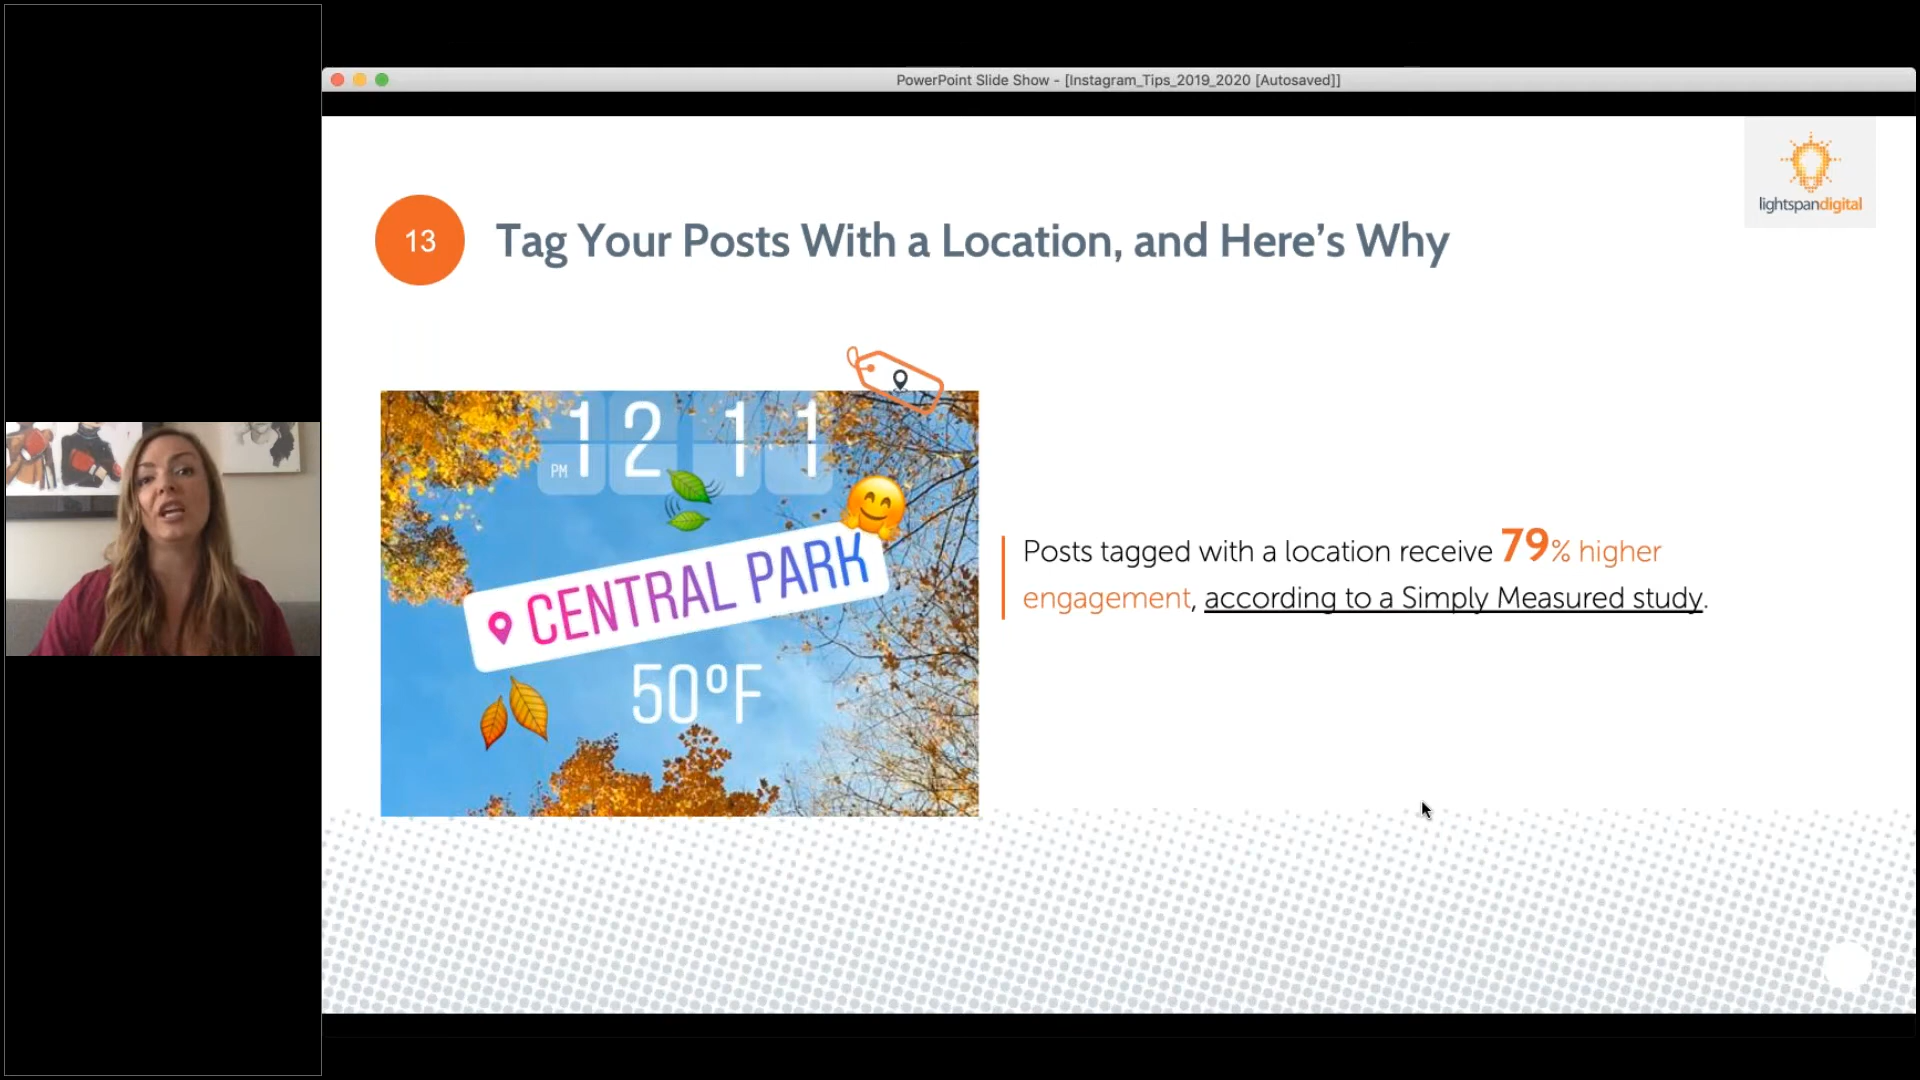 PowerPoint Slide Show - [Instagram_Tips_2019_2020 [Autosaved]]
lightspandigital
13
Tag Your Posts With a Location, and Here’s Why
PM 12 11
CENTRAL PARK
50°F
Posts tagged with a location receive 79% higher
engagement, according to a Simply Measured study.